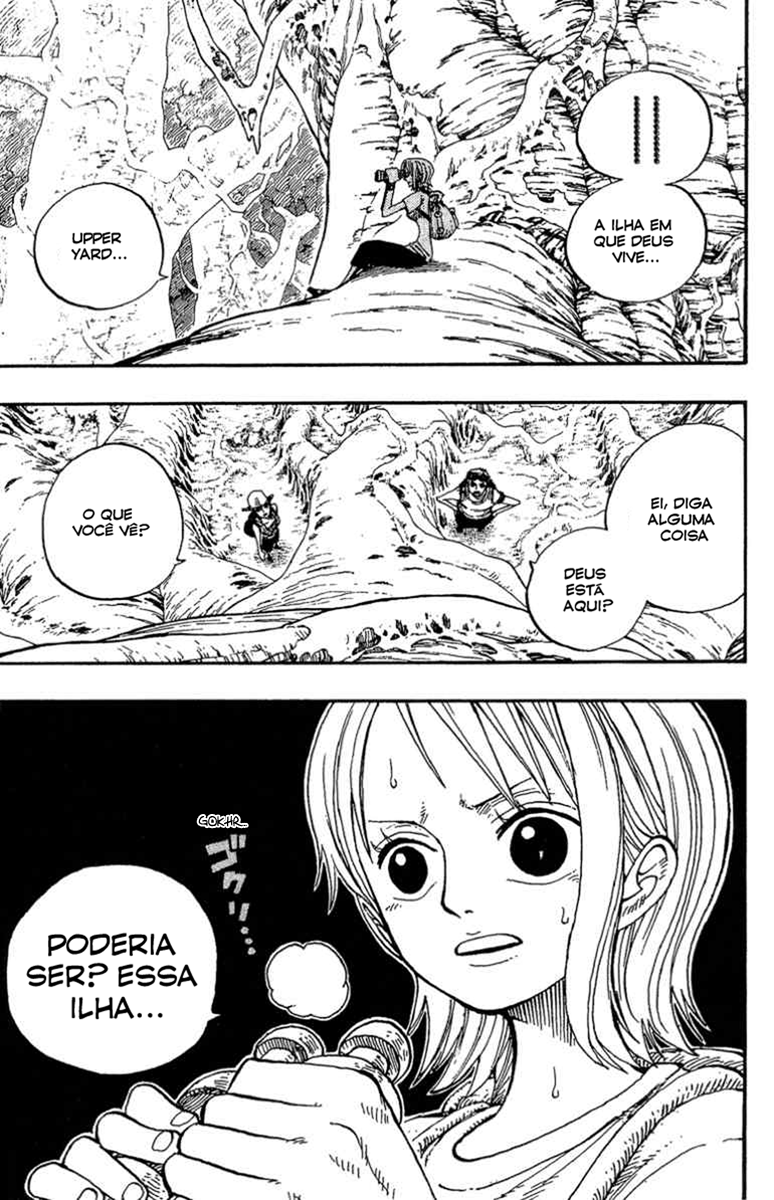 !!
A ILHA EM
QUE DEUS
VIVE...
UPPER
YARD...
EI, DIGA
ALGUMA
COISA
DEUS
ESTÁ
AQUI?
O QUE
VOCÊ VÊ?
GOKHR...
ゴクリ…
PODERIA
SER? ESSA
ILHA...